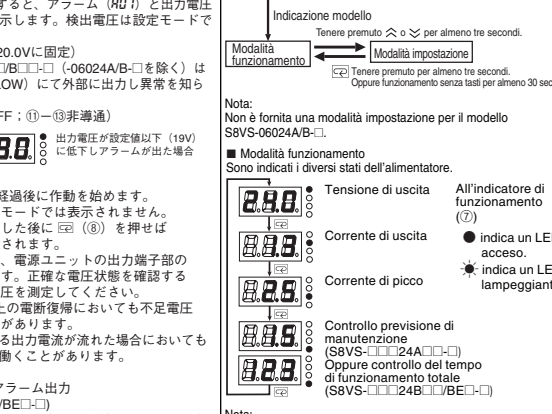 すると、アラーム(A01)と出力電圧
示します。検出電圧は設定モードで
20.0Vに固定)
□/B□□-□ (-06024A/B-□を除く) は
LOW) にて外部に出力し異常を知ら
FF；⑪－⑬非導通)
出力電圧が設定値以下（19V）
に低下しアラームが出た場合
経過後に作動を始めます。
モードでは表示されません。
した後に (⑧) を押せば
されます。
、電源ユニットの出力端子部の
す。正確な電圧状態を確認する
圧を測定してください。
上の電断復帰においても不足電圧
があります。
る出力電流が流れた場合においても
働くことがあります。
アラーム出力
/BE□-□)
Indicazione modello
Tenere premuto o per almeno tre secondi.
Modalità
funzionamento
Modalità impostazione
Tenere premuto per almeno tre secondi.
Oppure funzionamento senza tasti per almeno 30 sec
Nota:
Non è fornita una modalità impostazione per il modello
S8VS-06024A/B-□.
■ Modalità funzionamento
Sono indicati i diversi stati dell'alimentatore.
24.0
Tensione di uscita
All'indicatore di
funzionamento
(⑦)
● indica un LE
acceso.
indica un LE
lampeggiant
Corrente di uscita
Corrente di picco
Controllo previsione di
manutenzione
(S8VS-□□□24A□□-□)
Oppure controllo del tempo
di funzionamento totale
(S8VS-□□□24B□□/BE□-□)
Nota: